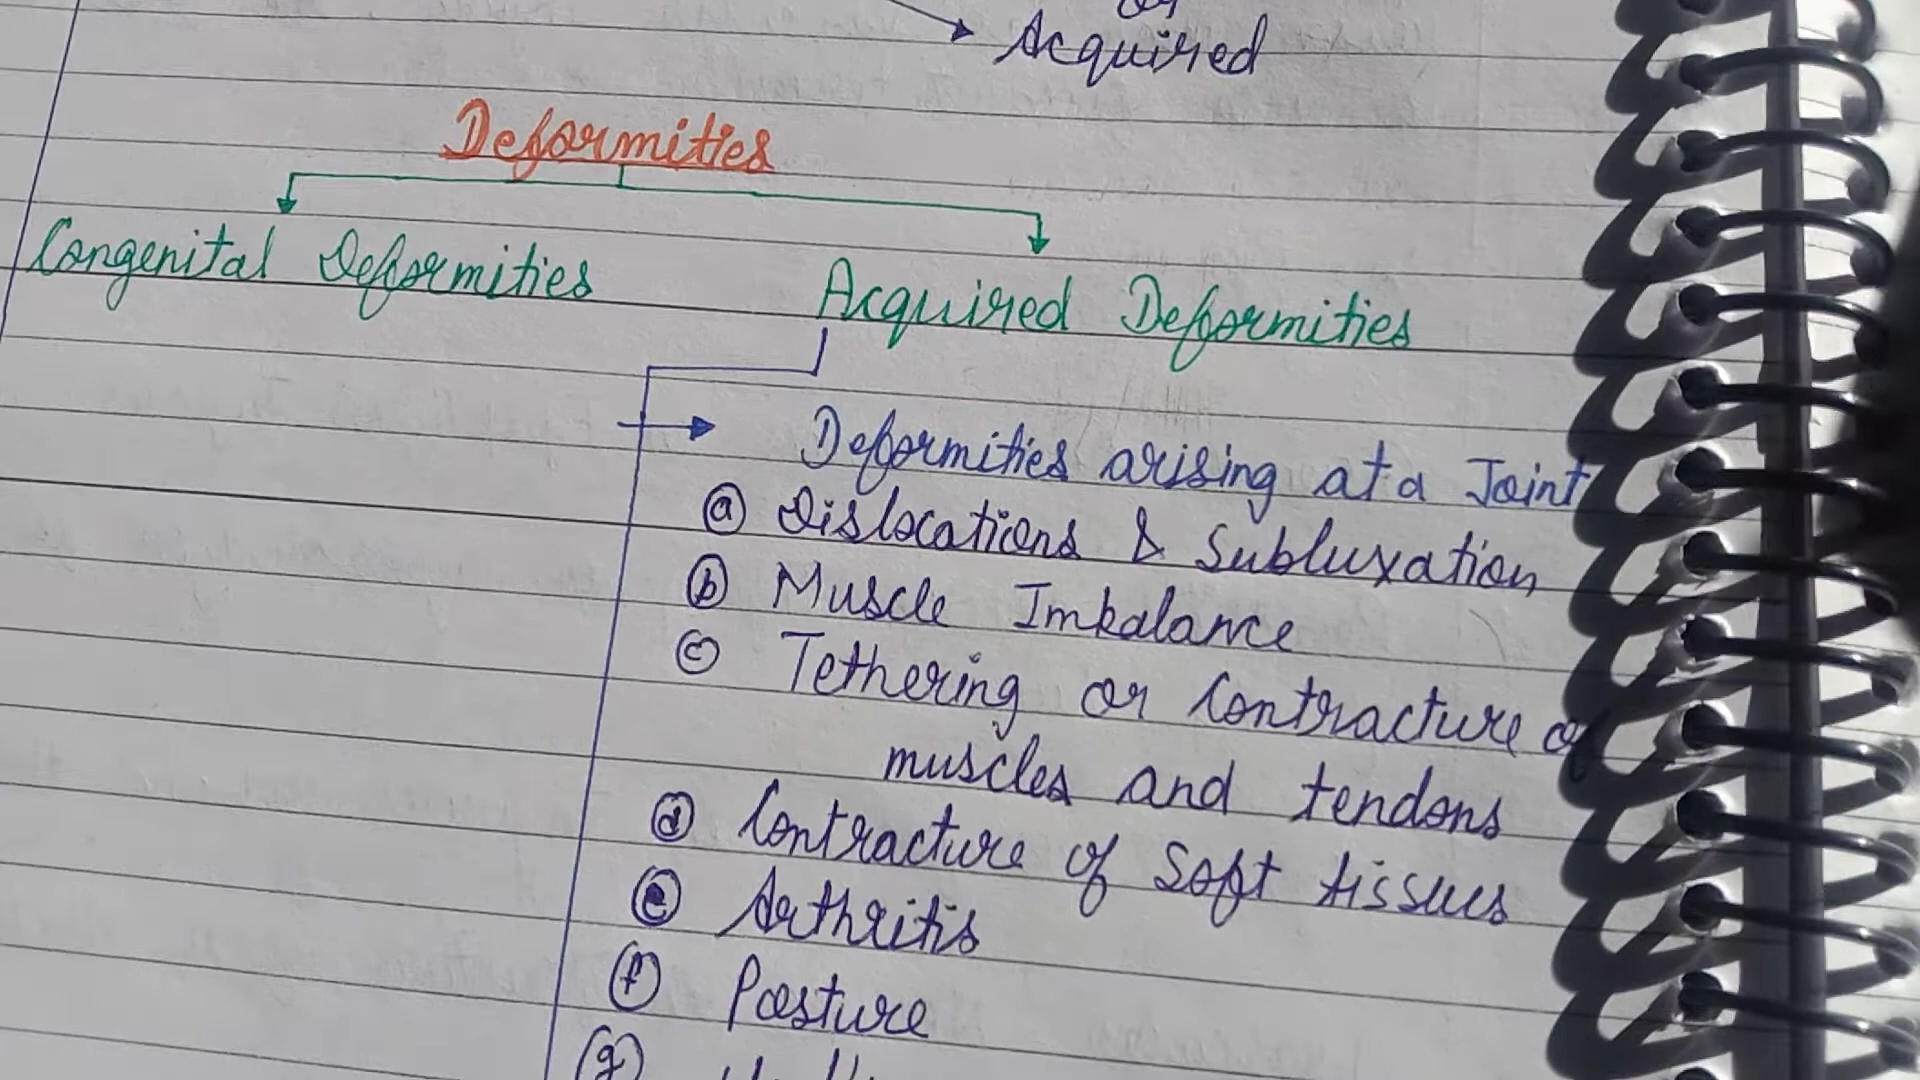 Acquired
Deformities
Congenital Deformities
Acquired Deformities
Deformities arising at a Joint
(a) Dislocations & Subluxation
(b) Muscle Imbalance
(c) Tethering or Contracture of
muscles and tendons
(d) Contracture of Soft tissues
(e) Arthritis
(f) Posture
(g)